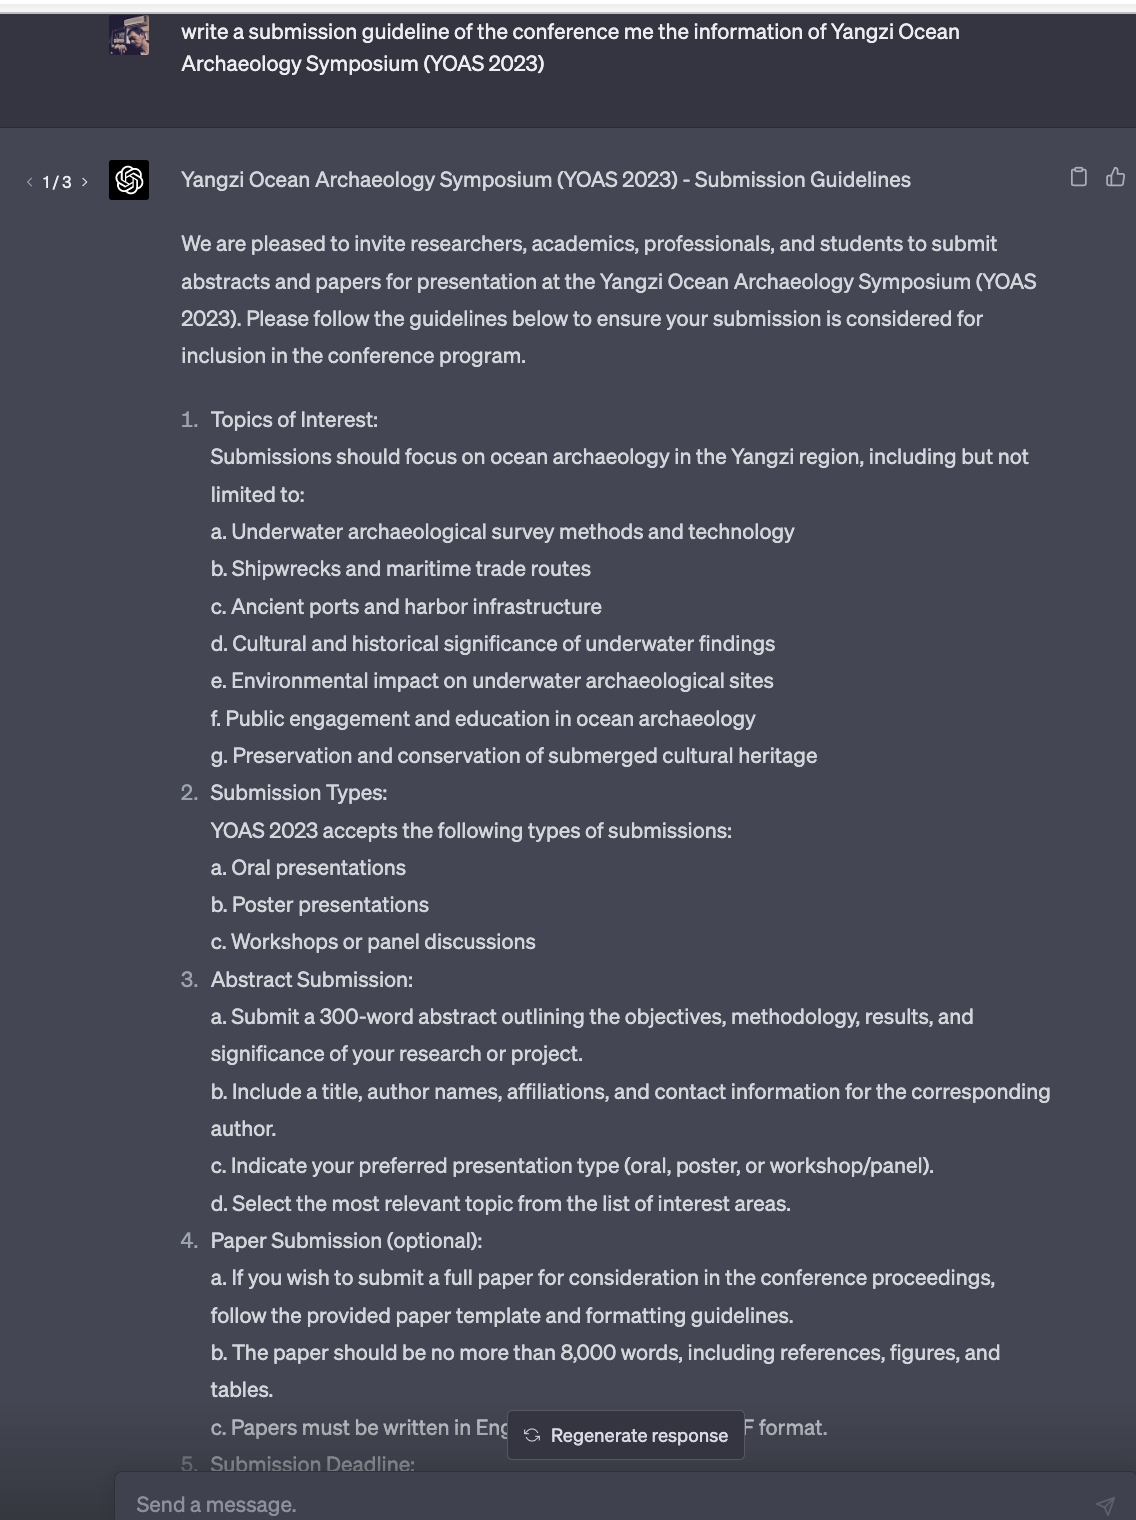 write a submission guideline of the conference me the information of Yangzi Ocean
Archaeology Symposium (YOAS 2023)
< 1 / 3 >
Yangzi Ocean Archaeology Symposium (YOAS 2023) - Submission Guidelines
We are pleased to invite researchers, academics, professionals, and students to submit
abstracts and papers for presentation at the Yangzi Ocean Archaeology Symposium (YOAS
2023). Please follow the guidelines below to ensure your submission is considered for
inclusion in the conference program.
1. Topics of Interest:
Submissions should focus on ocean archaeology in the Yangzi region, including but not
limited to:
a. Underwater archaeological survey methods and technology
b. Shipwrecks and maritime trade routes
c. Ancient ports and harbor infrastructure
d. Cultural and historical significance of underwater findings
e. Environmental impact on underwater archaeological sites
f. Public engagement and education in ocean archaeology
g. Preservation and conservation of submerged cultural heritage
2. Submission Types:
YOAS 2023 accepts the following types of submissions:
a. Oral presentations
b. Poster presentations
c. Workshops or panel discussions
3. Abstract Submission:
a. Submit a 300-word abstract outlining the objectives, methodology, results, and
significance of your research or project.
b. Include a title, author names, affiliations, and contact information for the corresponding
author.
c. Indicate your preferred presentation type (oral, poster, or workshop/panel).
d. Select the most relevant topic from the list of interest areas.
4. Paper Submission (optional):
a. If you wish to submit a full paper for consideration in the conference proceedings,
follow the provided paper template and formatting guidelines.
b. The paper should be no more than 8,000 words, including references, figures, and
tables.
c. Papers must be written in Eng F format.
Regenerate response
5. Submission Deadline:
Send a message.